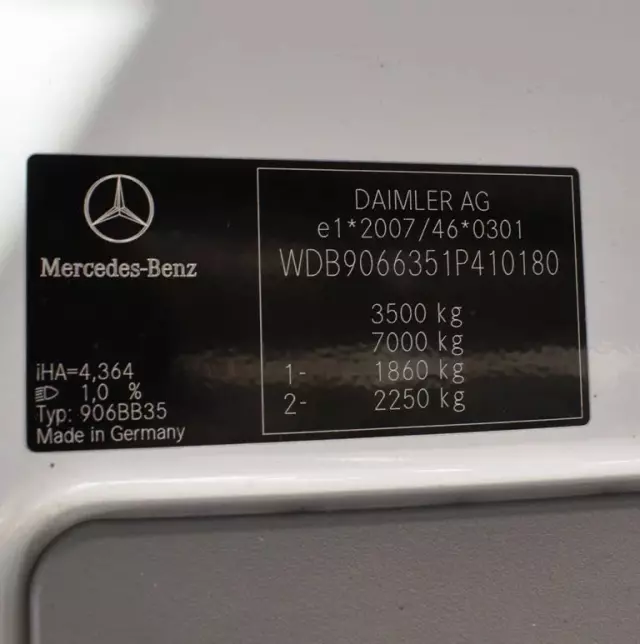 Mercedes-Benz
iHA=4,364
1,0 %
Typ: 906BB35
Made in Germany
DAIMLER AG
e1*2007/46*0301
WDB9066351P410180
3500 kg
7000 kg
1- 1860 kg
2- 2250 kg